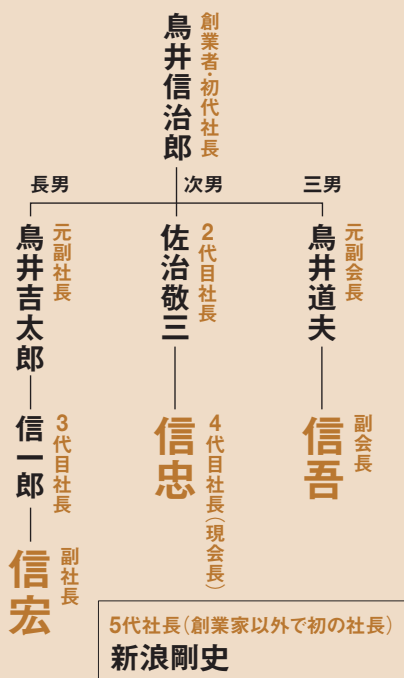 創業者・初代社長
鳥井信治郎
長男
次男
三男
元副社長
鳥井吉太郎
2代目社長
佐治敬三
元副会長
鳥井道夫
3代目社長
信一郎
4代目社長(現会長)
信忠
副会長
信吾
副社長
信宏
5代社長(創業家以外で初の社長)
新浪剛史